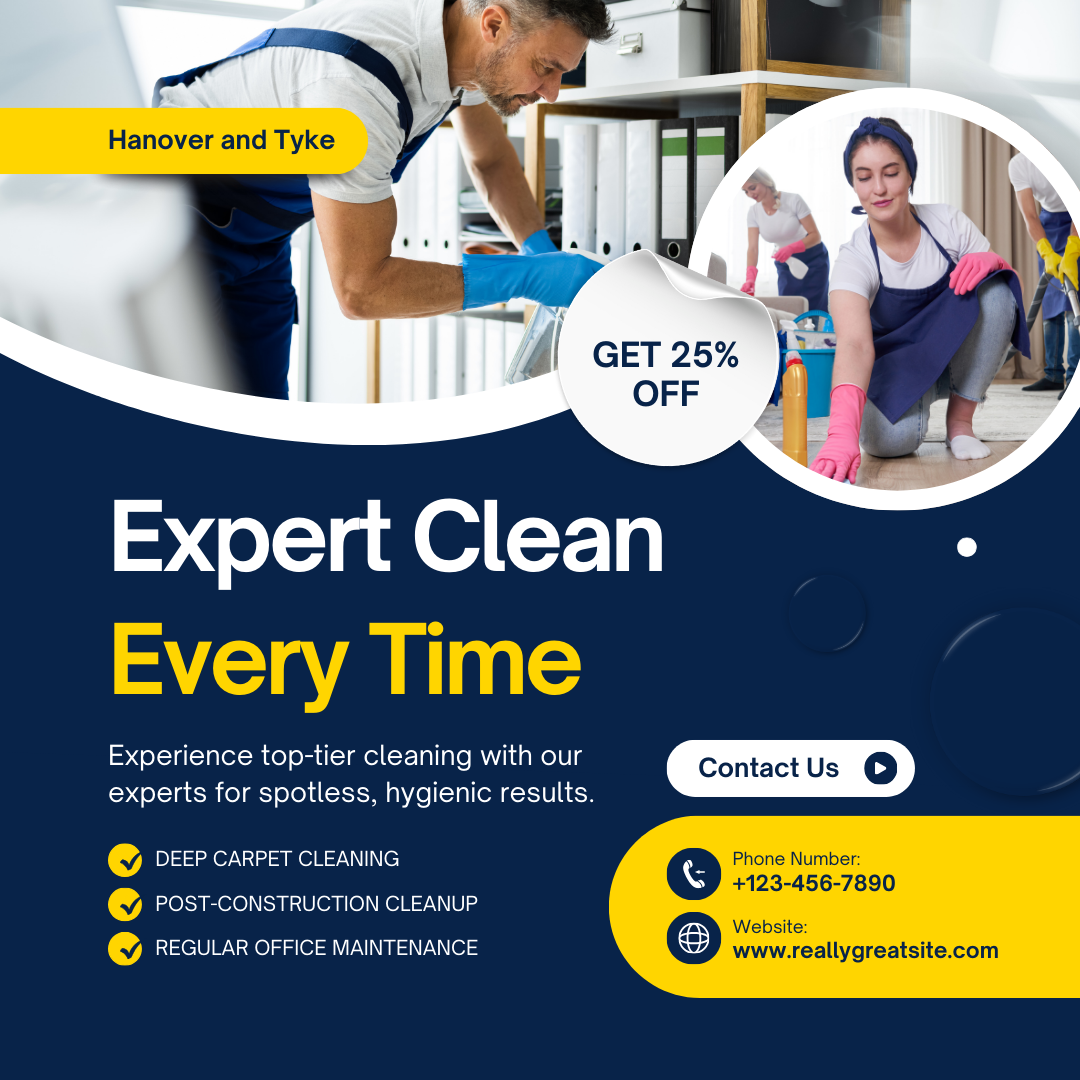 Hanover and Tyke
GET 25%
OFF
Expert Clean
Every Time
Experience top-tier cleaning with our
experts for spotless, hygienic results.
DEEP CARPET CLEANING
POST-CONSTRUCTION CLEANUP
REGULAR OFFICE MAINTENANCE
Contact Us
Phone Number:
+123-456-7890
Website:
www.reallygreatsite.com